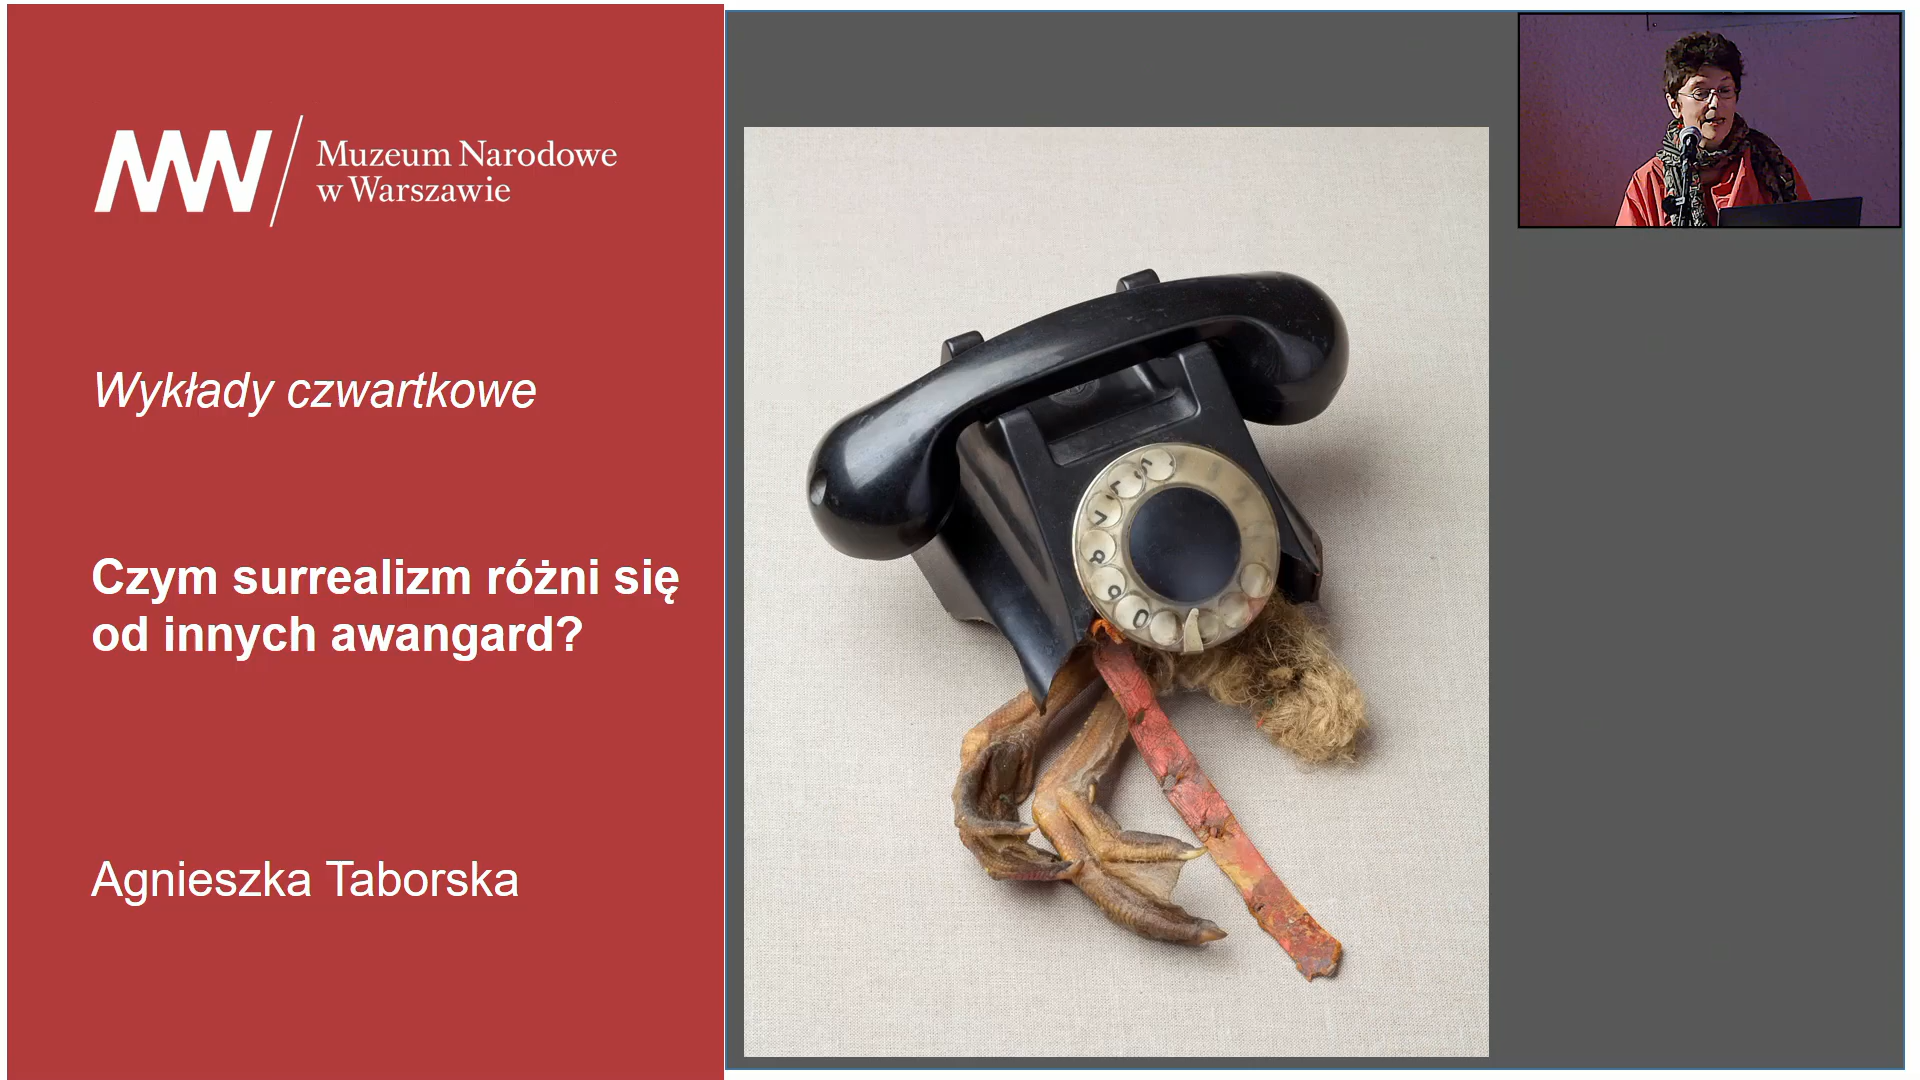 MNW
Muzeum Narodowe
w Warszawie
Wykłady czwartkowe
Czym surrealizm różni się
od innych awangard?
Agnieszka Taborska